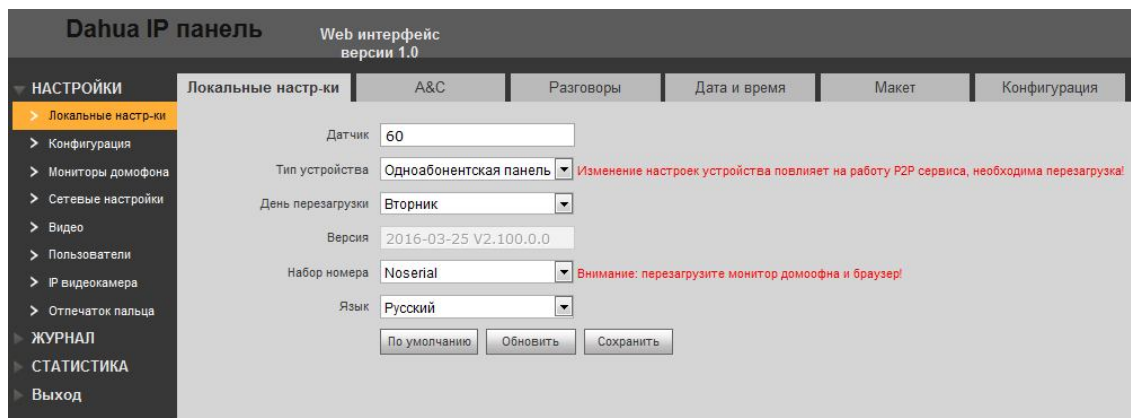 Dahua IP панель
Web интерфейс
версии 1.0
НАСТРОЙКИ
Локальные настр-ки
Конфигурация
Мониторы домофона
Сетевые настройки
Видео
Пользователи
IP видеокамера
Отпечаток пальца
ЖУРНАЛ
СТАТИСТИКА
Выход
Локальные настр-ки A&C Разговоры Дата и время Макет Конфигурация
Датчик 60
Тип устройства Одноабонентская панель Изменение настроек устройства повлияет на работу P2P сервиса, необходима перезагрузка!
День перезагрузки Вторник
Версия 2016-03-25 V2.100.0.0
Набор номера Noserial Внимание: перезагрузите монитор домоофна и браузер!
Язык Русский
По умолчанию Обновить Сохранить